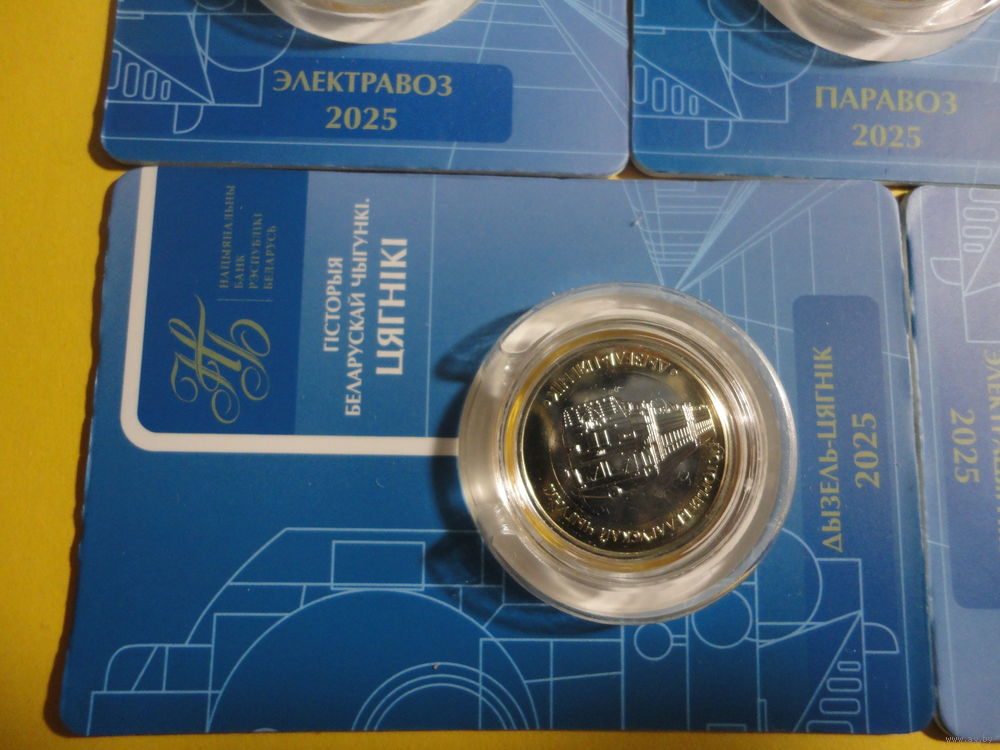 ЭЛЕКТРАВОЗ
2025
ПАРАВОЗ
2025
НАЦЫЯНАЛЬНЫ
БАНК
РЭСПУБЛІКІ
БЕЛАРУСЬ
ГІСТОРЫЯ
БЕЛАРУСКАЙ ЧЫГУНКІ.
ЦЯГНІКІ
ДЫЗЕЛЬ-ЦЯГНІК
2025
2025